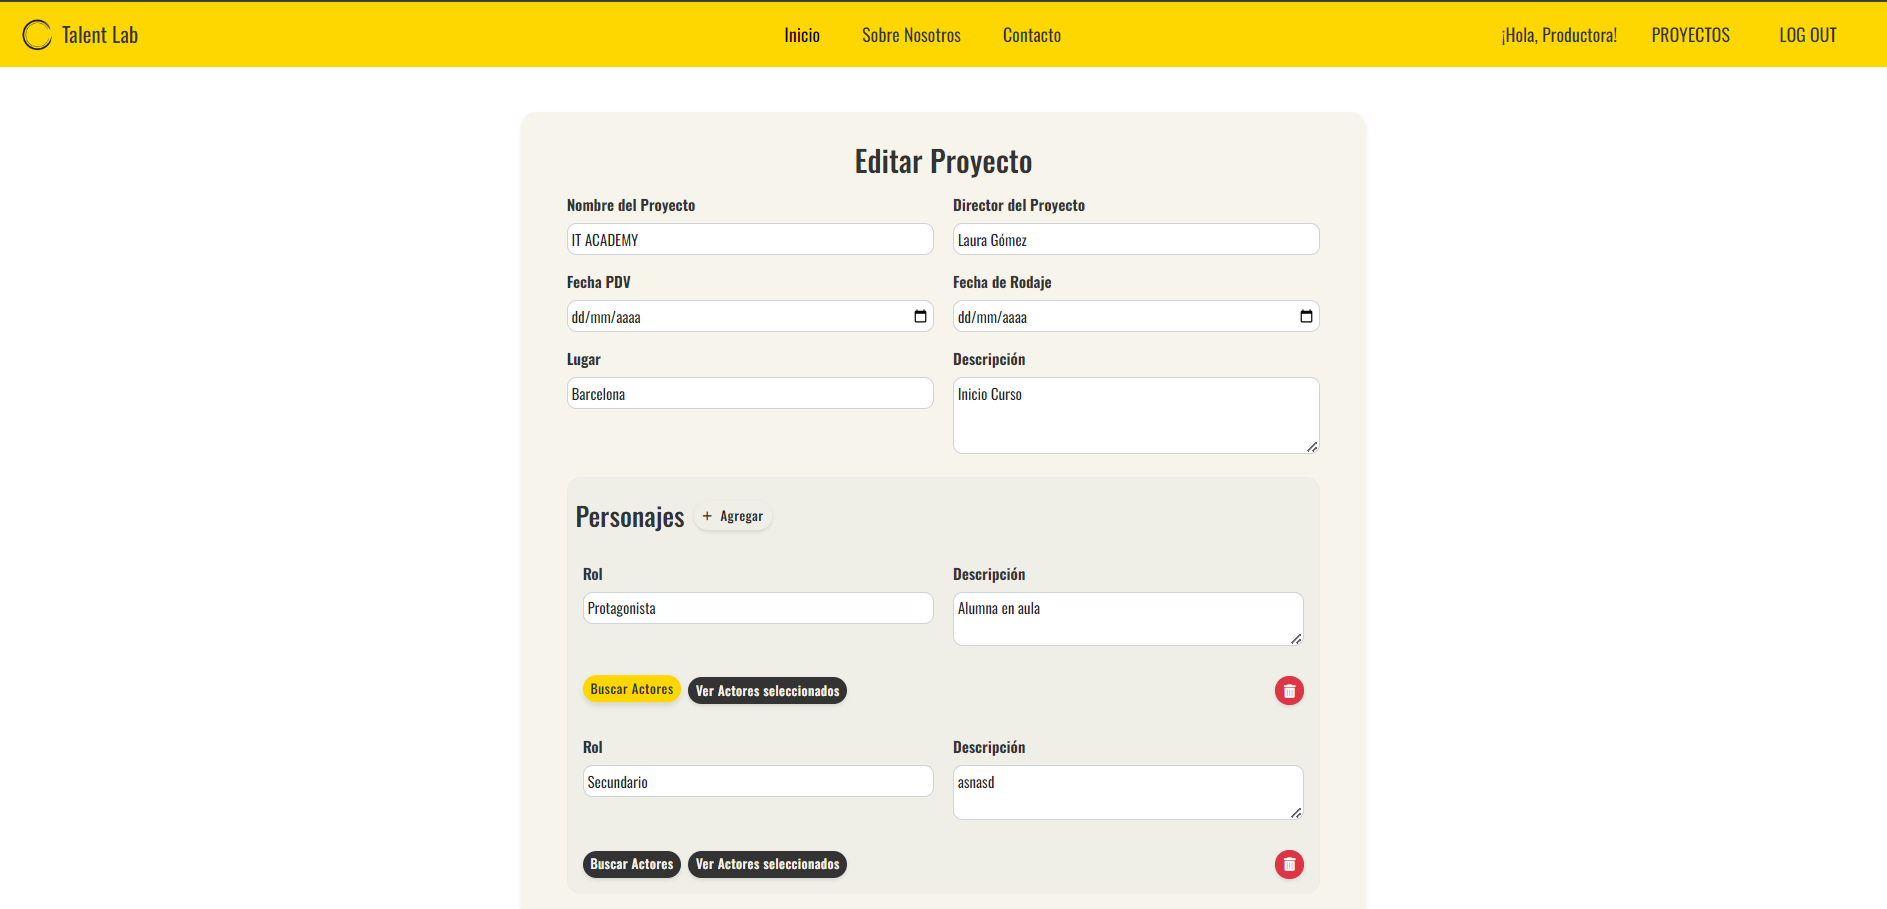 Talent Lab Inicio Sobre Nosotros Contacto ¡Hola, Productora! PROYECTOS LOG OUT
Editar Proyecto
Nombre del Proyecto Director del Proyecto
IT ACADEMY Laura Gómez
Fecha PDV Fecha de Rodaje
dd/mm/aaaa dd/mm/aaaa
Lugar Descripción
Barcelona Inicio Curso
Personajes + Agregar
Rol Descripción
Protagonista Alumna en aula
Buscar Actores Ver Actores seleccionados
Rol Descripción
Secundario asnasd
Buscar Actores Ver Actores seleccionados